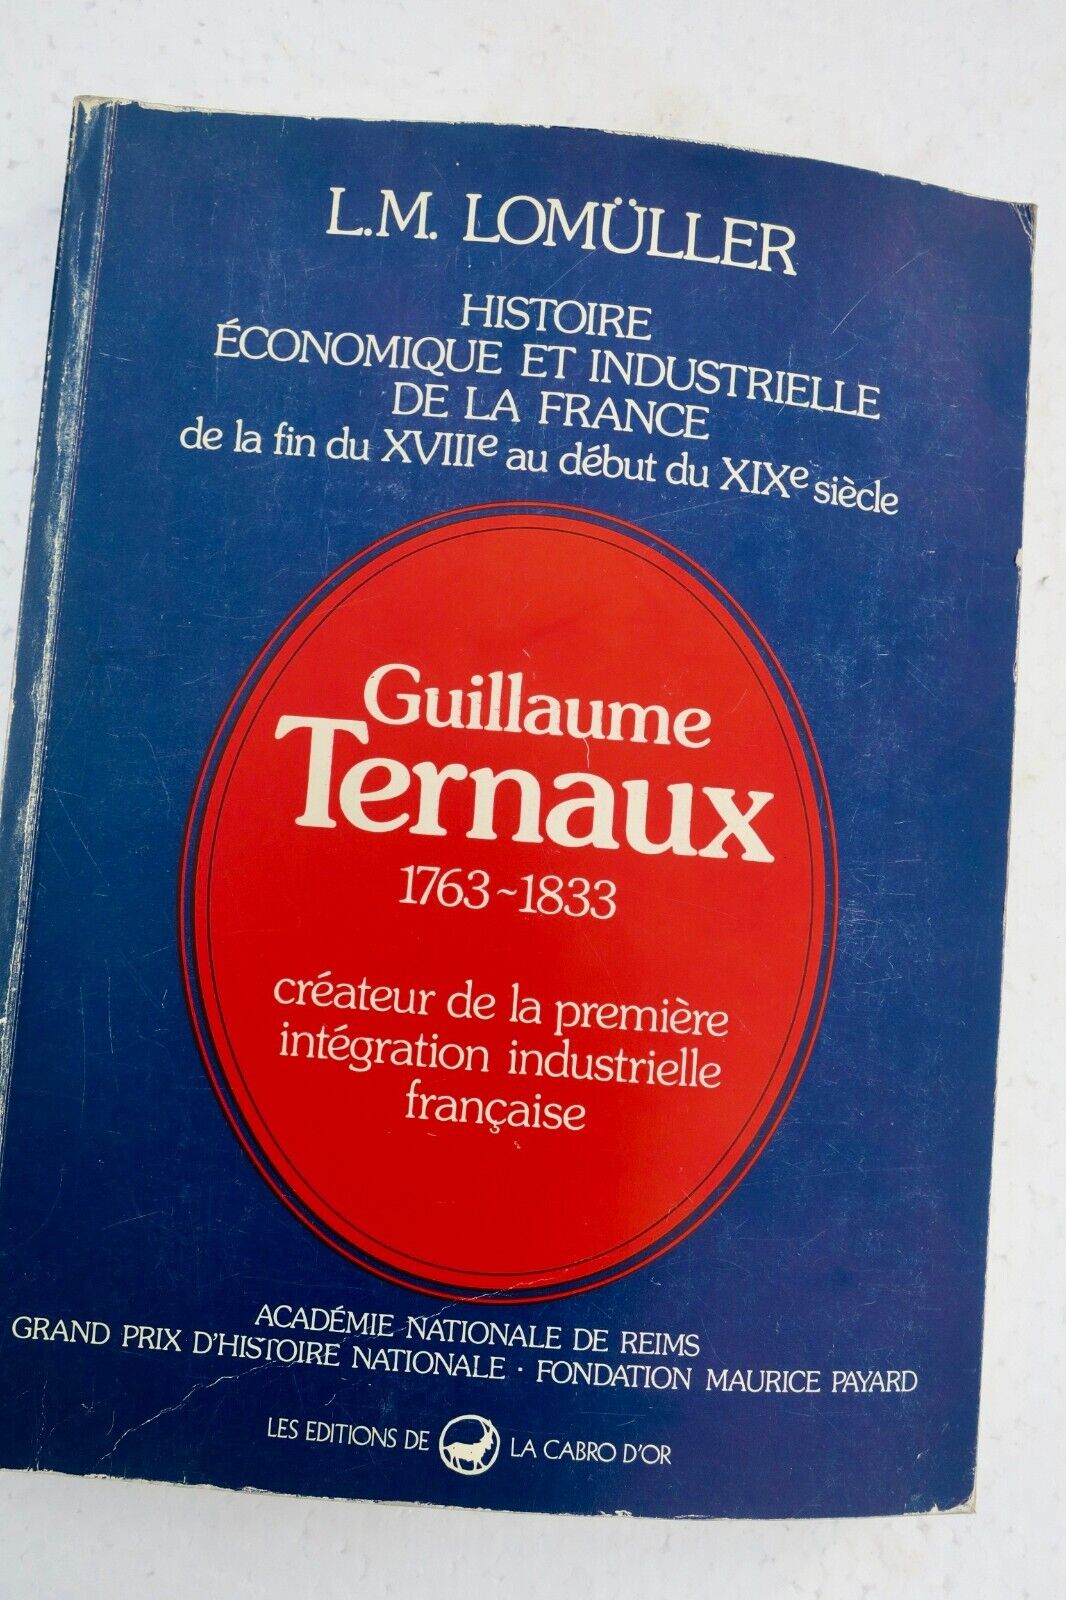 L.M. LOMÜLLER
HISTOIRE
ÉCONOMIQUE ET INDUSTRIELLE
DE LA FRANCE
de la fin du XVIIIe au début du XIXe siècle
Guillaume
Ternaux
1763~1833
créateur de la première
intégration industrielle
française
ACADÉMIE NATIONALE DE REIMS
GRAND PRIX D'HISTOIRE NATIONALE · FONDATION MAURICE PAYARD
LES EDITIONS DE LA CABRO D'OR